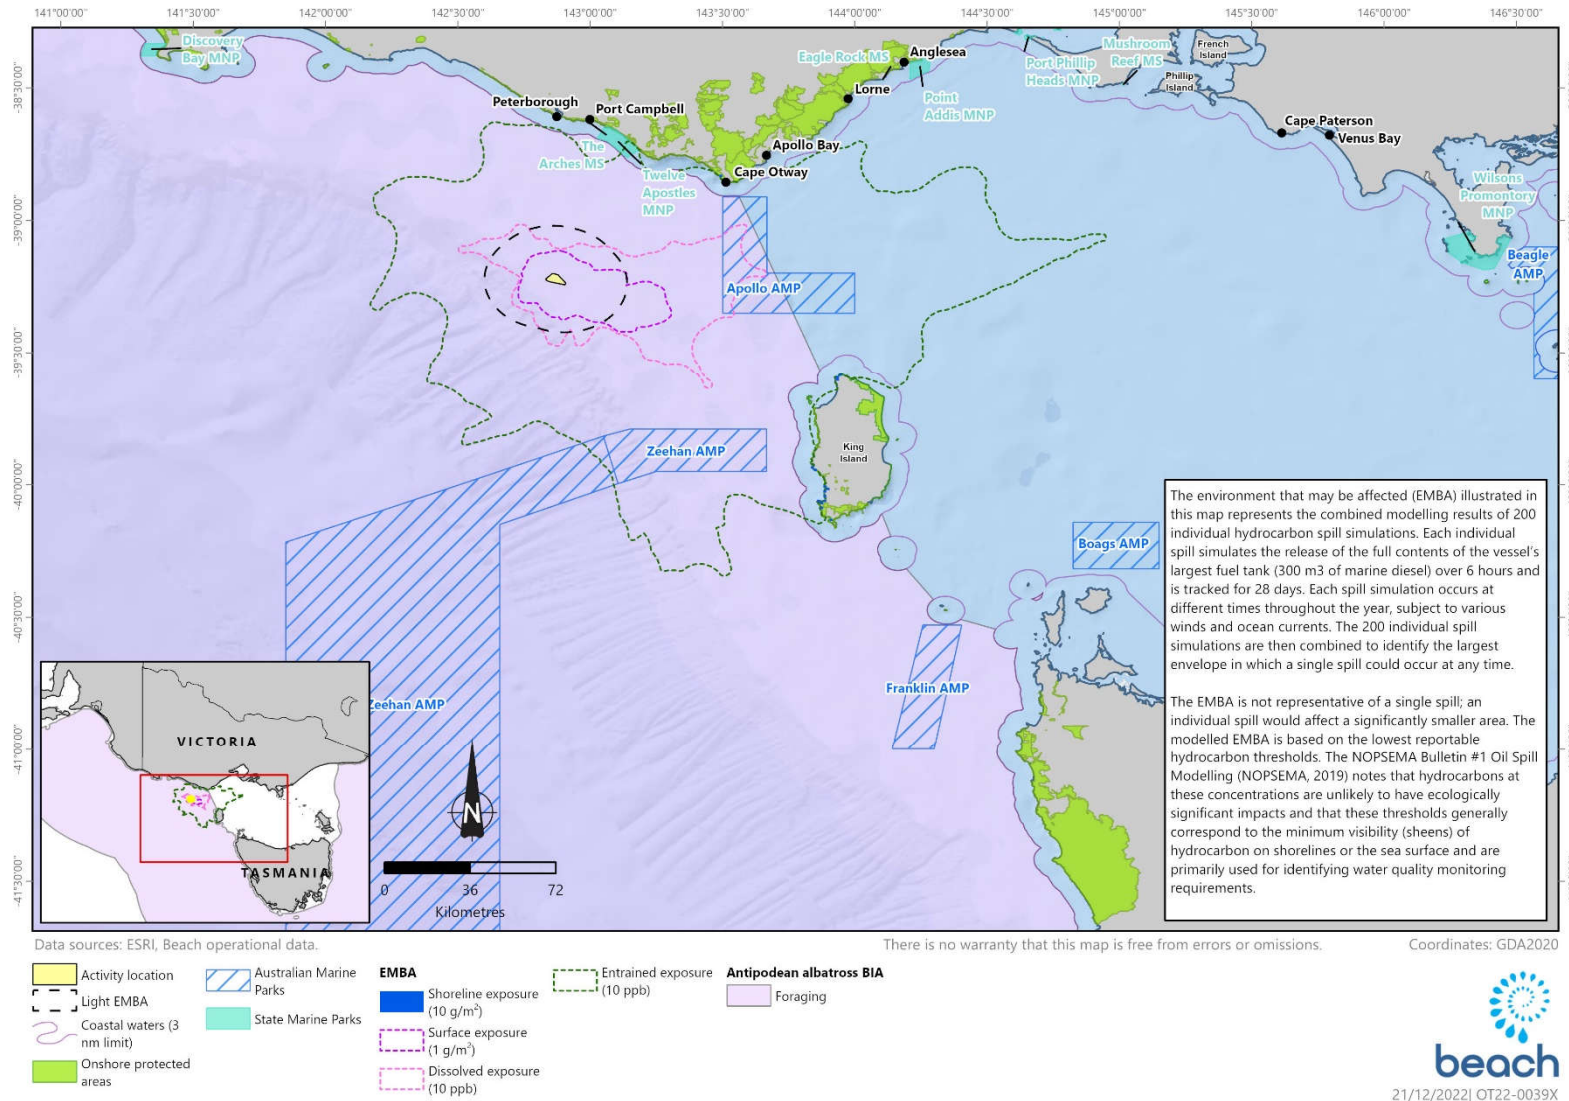 141°00'00"
141°30'00"
142°00'00"
142°30'00"
143°00'00"
143°30'00"
144°00'00"
144°30'00"
145°00'00"
145°30'00"
146°00'00"
146°30'00"
-38°30'00"
-39°00'00"
-39°30'00"
-40°00'00"
-40°30'00"
-41°00'00"
-41°30'00"
Discovery
Bay MNP
Eagle Rock MS
Anglesea
Port Phillip
Heads MNP
Mushroom
Reef MS
French
Island
Phillip
Island
Lorne
Point
Addis MNP
Peterborough
Port Campbell
Cape Paterson
Venus Bay
The
Arches MS
Apollo Bay
Twelve
Apostles
MNP
Cape Otway
Wilsons
Promontory
MNP
Beagle
AMP
Apollo AMP
Zeehan AMP
King
Island
Boags AMP
Franklin AMP
Zeehan AMP
The environment that may be affected (EMBA) illustrated in
this map represents the combined modelling results of 200
individual hydrocarbon spill simulations. Each individual
spill simulates the release of the full contents of the vessel's
largest fuel tank (300 m3 of marine diesel) over 6 hours and
is tracked for 28 days. Each spill simulation occurs at
different times throughout the year, subject to various
winds and ocean currents. The 200 individual spill
simulations are then combined to identify the largest
envelope in which a single spill could occur at any time.
The EMBA is not representative of a single spill; an
individual spill would affect a significantly smaller area. The
modelled EMBA is based on the lowest reportable
hydrocarbon thresholds. The NOPSEMA Bulletin #1 Oil Spill
Modelling (NOPSEMA, 2019) notes that hydrocarbons at
these concentrations are unlikely to have ecologically
significant impacts and that these thresholds generally
correspond to the minimum visibility (sheens) of
hydrocarbon on shorelines or the sea surface and are
primarily used for identifying water quality monitoring
requirements.
VICTORIA
TASMANIA
N
0 36 72
Kilometres
Data sources: ESRI, Beach operational data.
There is no warranty that this map is free from errors or omissions.
Coordinates: GDA2020
Activity location
Light EMBA
Coastal waters (3
nm limit)
Onshore protected
areas
Australian Marine
Parks
State Marine Parks
EMBA
Shoreline exposure
(10 g/m²)
Surface exposure
(1 g/m²)
Dissolved exposure
(10 ppb)
Entrained exposure
(10 ppb)
Antipodean albatross BIA
Foraging
beach
21/12/2022| OT22-0039X